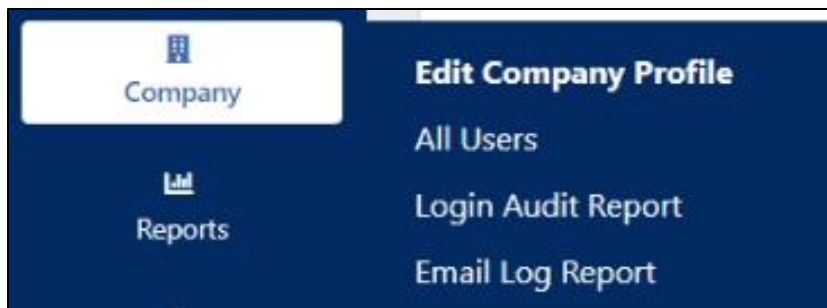 Company
Reports
Edit Company Profile
All Users
Login Audit Report
Email Log Report